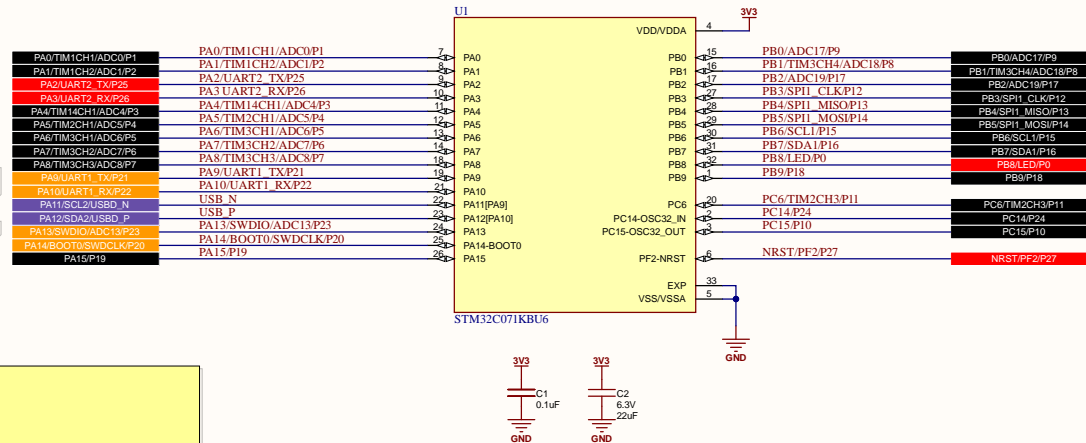 U1
3V3
VDD/VDDA 4
PA0/TIM1CH1/ADC0/P1 PA0/TIM1CH1/ADC0/P1 7 PA0 PB0 15 PB0/ADC17/P9 PB0/ADC17/P9
PA1/TIM1CH2/ADC1/P2 PA1/TIM1CH2/ADC1/P2 8 PA1 PB1 16 PB1/TIM3CH4/ADC18/P8 PB1/TIM3CH4/ADC18/P8
PA2/UART2_TX/P25 PA2/UART2_TX/P25 9 PA2 PB2 17 PB2/ADC19/P17 PB2/ADC19/P17
PA3/UART2_RX/P26 PA3 UART2_RX/P26 10 PA3 PB3 27 PB3/SPI1_CLK/P12 PB3/SPI1_CLK/P12
PA4/TIM14CH1/ADC4/P3 PA4/TIM14CH1/ADC4/P3 11 PA4 PB4 28 PB4/SPI1_MISO/P13 PB4/SPI1_MISO/P13
PA5/TIM2CH1/ADC5/P4 PA5/TIM2CH1/ADC5/P4 12 PA5 PB5 29 PB5/SPI1_MOSI/P14 PB5/SPI1_MOSI/P14
PA6/TIM3CH1/ADC6/P5 PA6/TIM3CH1/ADC6/P5 13 PA6 PB6 30 PB6/SCL1/P15 PB6/SCL1/P15
PA7/TIM3CH2/ADC7/P6 PA7/TIM3CH2/ADC7/P6 14 PA7 PB7 31 PB7/SDA1/P16 PB7/SDA1/P16
PA8/TIM3CH3/ADC8/P7 PA8/TIM3CH3/ADC8/P7 18 PA8 PB8 32 PB8/LED/P0 PB8/LED/P0
PA9/UART1_TX/P21 PA9/UART1_TX/P21 19 PA9 PB9 1 PB9/P18 PB9/P18
PA10/UART1_RX/P22 PA10/UART1_RX/P22 21 PA10
PA11/SCL2/USBD_N USB_N 22 PA11[PA9] PC6 20 PC6/TIM2CH3/P11 PC6/TIM2CH3/P11
PA12/SDA2/USBD_P USB_P 23 PA12[PA10] PC14-OSC32_IN 2 PC14/P24 PC14/P24
PA13/SWDIO/ADC13/P23 PA13/SWDIO/ADC13/P23 24 PA13 PC15-OSC32_OUT 3 PC15/P10 PC15/P10
PA14/BOOT0/SWDCLK/P20 PA14/BOOT0/SWDCLK/P20 25 PA14-BOOT0
PA15/P19 PA15/P19 26 PA15 PF2-NRST 6 NRST/PF2/P27 NRST/PF2/P27
EXP 33
VSS/VSSA 5
STM32C071KBU6
GND
3V3 3V3
C1 C2
0.1uF 6.3V
22uF
GND GND